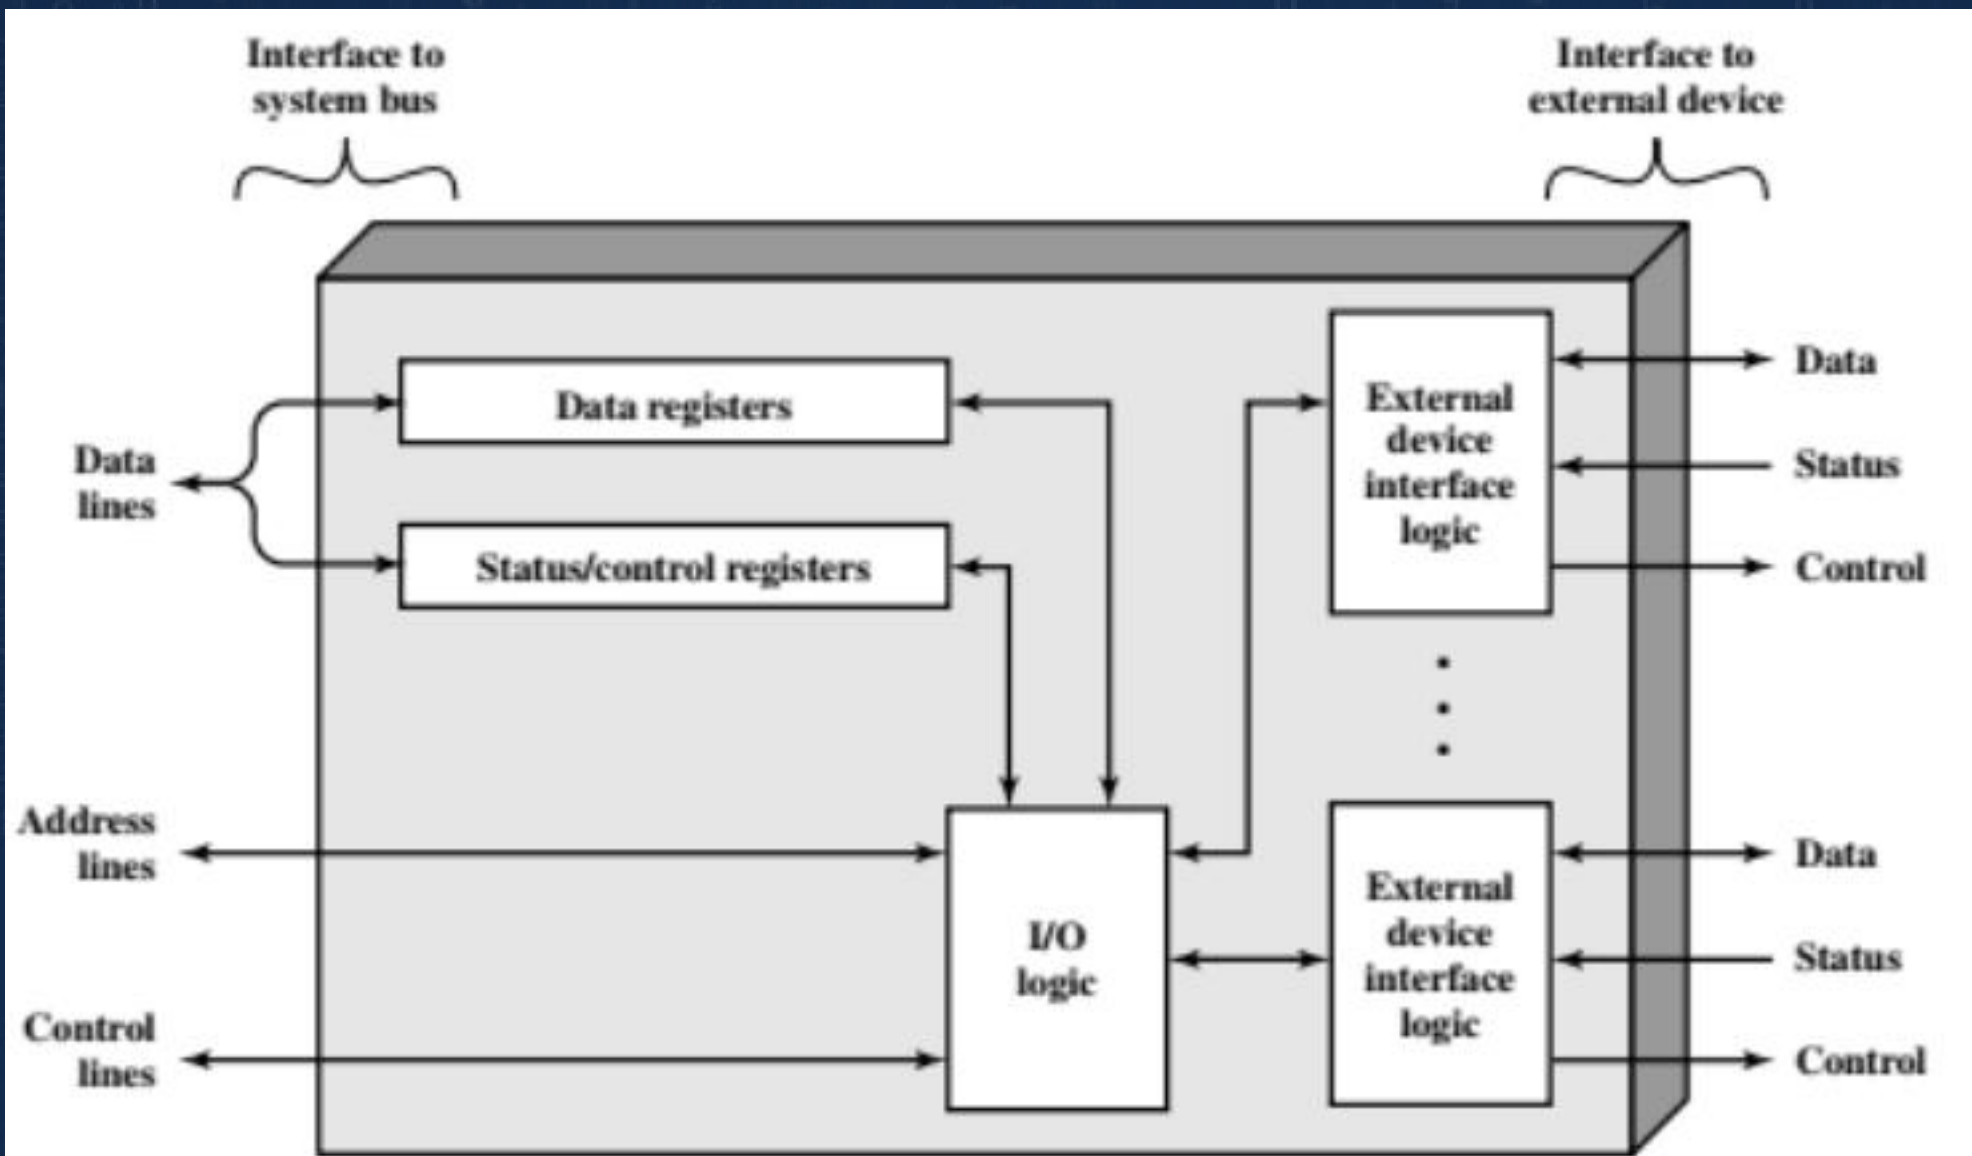 Interface to
system bus
Interface to
external device
Data registers
Status/control registers
Data
lines
Address
lines
Control
lines
I/O
logic
External
device
interface
logic
Data
Status
Control
External
device
interface
logic
Data
Status
Control